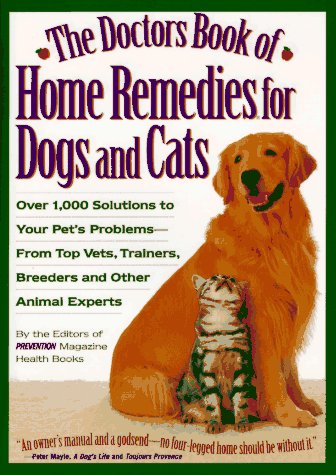 The Doctors Book of
Home Remedies for
Dogs and Cats
Over 1,000 Solutions to
Your Pet's Problems—
From Top Vets, Trainers,
Breeders and Other
Animal Experts
By the Editors of
PREVENTION Magazine
Health Books
"An owner's manual and a godsend—no four-legged home should be without it."
-Peter Mayle, A Dog's Life and Toujours Provence